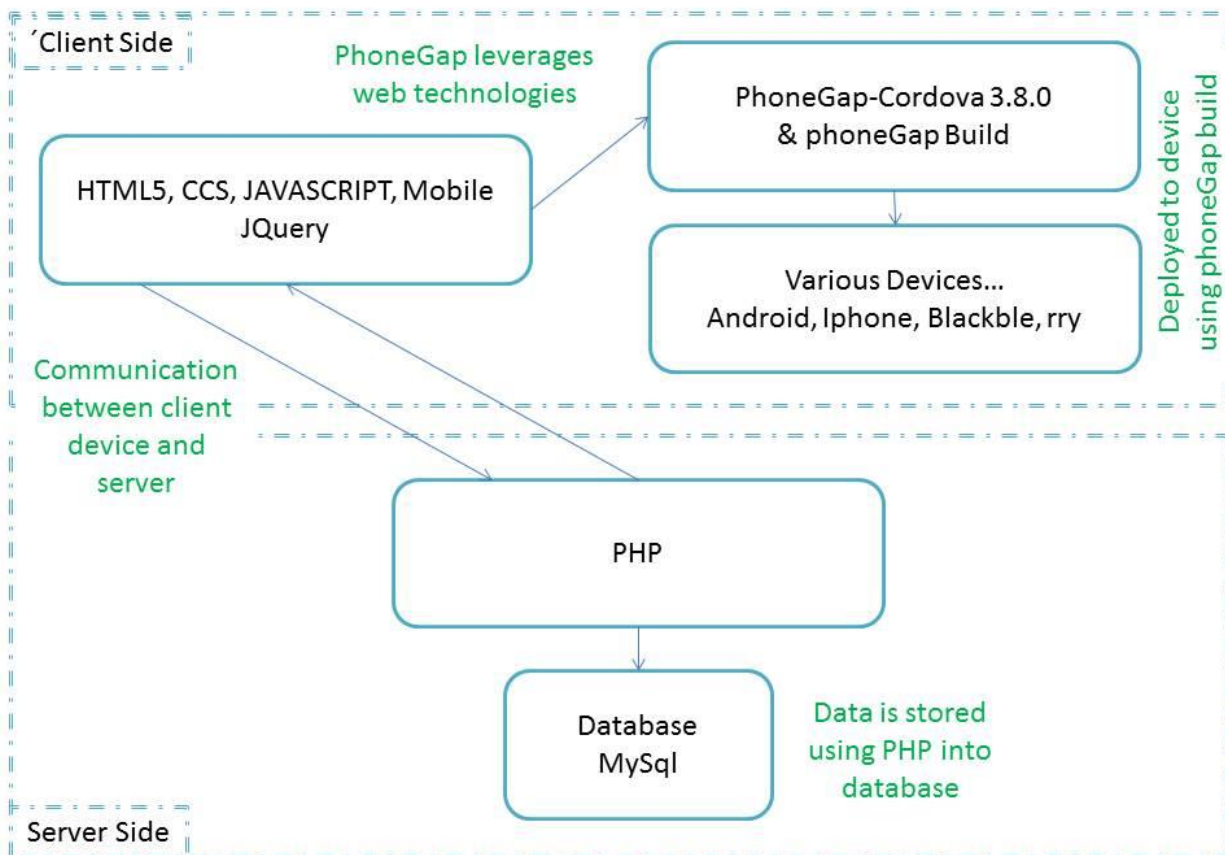 ´Client Side
PhoneGap leverages
web technologies
PhoneGap-Cordova 3.8.0
& phoneGap Build
Deployed to device
using phoneGap build
HTML5, CCS, JAVASCRIPT, Mobile
JQuery
Various Devices...
Android, Iphone, Blackble, rry
Communication
between client
device and
server
PHP
Database
MySql
Data is stored
using PHP into
database
Server Side